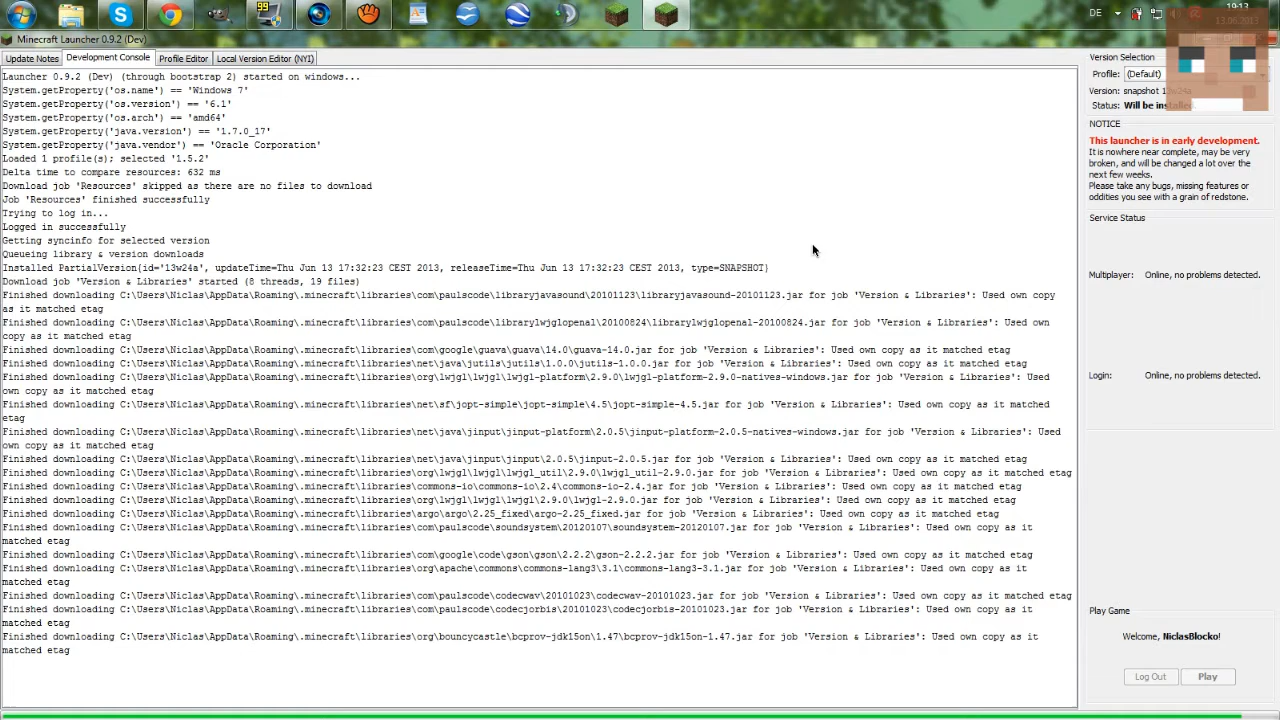 99
DE
19:13
13.06.2013
Minecraft Launcher 0.9.2 (Dev)
Update Notes
Development Console
Profile Editor
Local Version Editor (NYI)
Launcher 0.9.2 (Dev) (through bootstrap 2) started on windows...
System.getProperty('os.name') == 'Windows 7'
System.getProperty('os.version') == '6.1'
System.getProperty('os.arch') == 'amd64'
System.getProperty('java.version') == '1.7.0_17'
System.getProperty('java.vendor') == 'Oracle Corporation'
Loaded 1 profile(s); selected '1.5.2'
Delta time to compare resources: 632 ms
Download job 'Resources' skipped as there are no files to download
Job 'Resources' finished successfully
Trying to log in...
Logged in successfully
Getting syncinfo for selected version
Queueing library & version downloads
Installed PartialVersion{id='13w24a', updateTime=Thu Jun 13 17:32:23 CEST 2013, releaseTime=Thu Jun 13 17:32:23 CEST 2013, type=SNAPSHOT}
Download job 'Version & Libraries' started (8 threads, 19 files)
Finished downloading C:\Users\Niclas\AppData\Roaming\.minecraft\libraries\com\paulscode\libraryjavasound\20101123\libraryjavasound-20101123.jar for job 'Version & Libraries': Used own copy
as it matched etag
Finished downloading C:\Users\Niclas\AppData\Roaming\.minecraft\libraries\com\paulscode\librarylwjglopenal\20100824\librarylwjglopenal-20100824.jar for job 'Version & Libraries': Used own
copy as it matched etag
Finished downloading C:\Users\Niclas\AppData\Roaming\.minecraft\libraries\com\google\guava\guava\14.0\guava-14.0.jar for job 'Version & Libraries': Used own copy as it matched etag
Finished downloading C:\Users\Niclas\AppData\Roaming\.minecraft\libraries\net\java\jutils\jutils\1.0.0\jutils-1.0.0.jar for job 'Version & Libraries': Used own copy as it matched etag
Finished downloading C:\Users\Niclas\AppData\Roaming\.minecraft\libraries\org\lwjgl\lwjgl\lwjgl-platform\2.9.0\lwjgl-platform-2.9.0-natives-windows.jar for job 'Version & Libraries': Used
own copy as it matched etag
Finished downloading C:\Users\Niclas\AppData\Roaming\.minecraft\libraries\net\sf\jopt-simple\jopt-simple\4.5\jopt-simple-4.5.jar for job 'Version & Libraries': Used own copy as it matched
etag
Finished downloading C:\Users\Niclas\AppData\Roaming\.minecraft\libraries\net\java\jinput\jinput-platform\2.0.5\jinput-platform-2.0.5-natives-windows.jar for job 'Version & Libraries': Used
own copy as it matched etag
Finished downloading C:\Users\Niclas\AppData\Roaming\.minecraft\libraries\net\java\jinput\jinput\2.0.5\jinput-2.0.5.jar for job 'Version & Libraries': Used own copy as it matched etag
Finished downloading C:\Users\Niclas\AppData\Roaming\.minecraft\libraries\org\lwjgl\lwjgl\lwjgl_util\2.9.0\lwjgl_util-2.9.0.jar for job 'Version & Libraries': Used own copy as it matched etag
Finished downloading C:\Users\Niclas\AppData\Roaming\.minecraft\libraries\commons-io\commons-io\2.4\commons-io-2.4.jar for job 'Version & Libraries': Used own copy as it matched etag
Finished downloading C:\Users\Niclas\AppData\Roaming\.minecraft\libraries\org\lwjgl\lwjgl\lwjgl\2.9.0\lwjgl-2.9.0.jar for job 'Version & Libraries': Used own copy as it matched etag
Finished downloading C:\Users\Niclas\AppData\Roaming\.minecraft\libraries\argo\argo\2.25_fixed\argo-2.25_fixed.jar for job 'Version & Libraries': Used own copy as it matched etag
Finished downloading C:\Users\Niclas\AppData\Roaming\.minecraft\libraries\com\paulscode\soundsystem\20120107\soundsystem-20120107.jar for job 'Version & Libraries': Used own copy as it
matched etag
Finished downloading C:\Users\Niclas\AppData\Roaming\.minecraft\libraries\com\google\code\gson\gson\2.2.2\gson-2.2.2.jar for job 'Version & Libraries': Used own copy as it matched etag
Finished downloading C:\Users\Niclas\AppData\Roaming\.minecraft\libraries\org\apache\commons\commons-lang3\3.1\commons-lang3-3.1.jar for job 'Version & Libraries': Used own copy as it
matched etag
Finished downloading C:\Users\Niclas\AppData\Roaming\.minecraft\libraries\com\paulscode\codecwav\20101023\codecwav-20101023.jar for job 'Version & Libraries': Used own copy as it matched etag
Finished downloading C:\Users\Niclas\AppData\Roaming\.minecraft\libraries\com\paulscode\codecjorbis\20101023\codecjorbis-20101023.jar for job 'Version & Libraries': Used own copy as it
matched etag
Finished downloading C:\Users\Niclas\AppData\Roaming\.minecraft\libraries\org\bouncycastle\bcprov-jdk15on\1.47\bcprov-jdk15on-1.47.jar for job 'Version & Libraries': Used own copy as it
matched etag
Version Selection
Profile: (Default)
Version: snapshot 13w24a
Status: Will be installed.
NOTICE
This launcher is in early development.
It is nowhere near complete, may be very
broken, and will be changed a lot over the
next few weeks.
Please take any bugs, missing features or
oddities you see with a grain of redstone.
Service Status
Multiplayer: Online, no problems detected.
Login: Online, no problems detected.
Play Game
Welcome, NiclasBlocko!
Log Out
Play